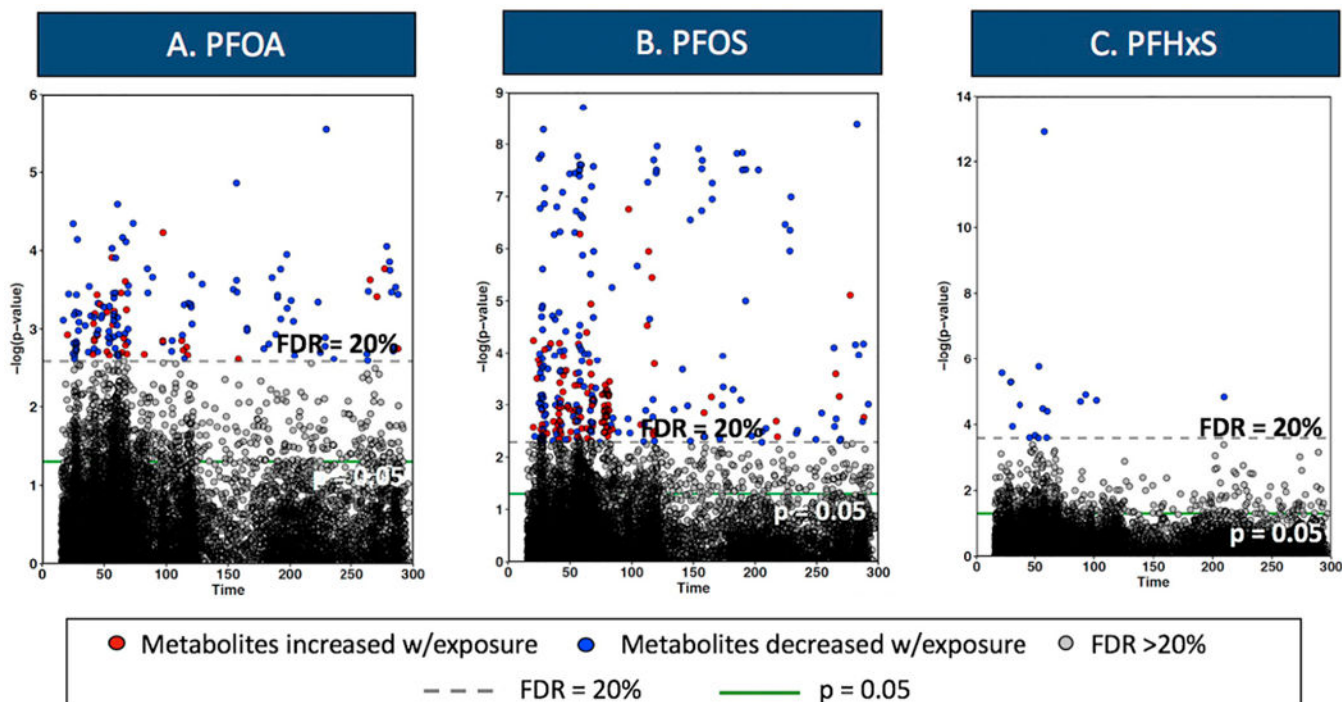 A. PFOA
B. PFOS
C. PFHxS
6
5
4
3
2
1
0
−log(p−value)
FDR = 20%
p = 0.05
0 50 100 150 200 250 300
Time
9
8
7
6
5
4
3
2
1
0
−log(p−value)
FDR = 20%
p = 0.05
0 50 100 150 200 250 300
Time
14
12
10
8
6
4
2
0
−log(p−value)
FDR = 20%
p = 0.05
0 50 100 150 200 250 300
Time
Metabolites increased w/exposure Metabolites decreased w/exposure FDR >20%
FDR = 20% p = 0.05